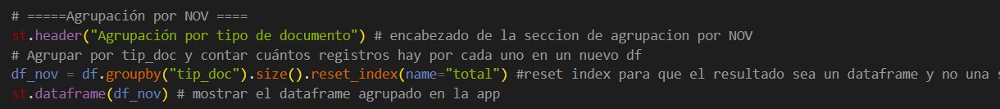 # =====Agrupación por NOV ====
st.header("Agrupación por tipo de documento") # encabezado de la seccion de agrupacion por NOV
# Agrupar por tip_doc y contar cuántos registros hay por cada uno en un nuevo df
df_nov = df.groupby("tip_doc").size().reset_index(name="total") #reset index para que el resultado sea un dataframe y no una
st.dataframe(df_nov) # mostrar el dataframe agrupado en la app